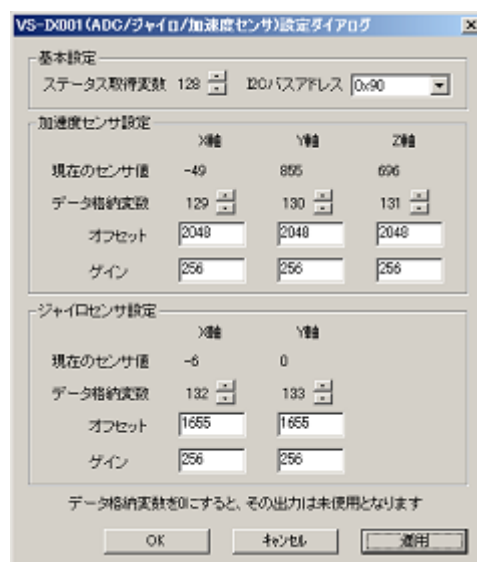 VS-IX001(ADC/ジャイロ/加速度センサ)設定ダイアログ
基本設定
ステータス取得変数 128 I2Cバスアドレス 0x90
加速度センサ設定
X軸 Y軸 Z軸
現在のセンサ値 -49 855 696
データ格納変数 129 130 131
オフセット 2048 2048 2048
ゲイン 256 256 256
ジャイロセンサ設定
X軸 Y軸
現在のセンサ値 -6 0
データ格納変数 132 133
オフセット 1655 1655
ゲイン 256 256
データ格納変数を0にすると、その出力は未使用となります
OK キャンセル 適用